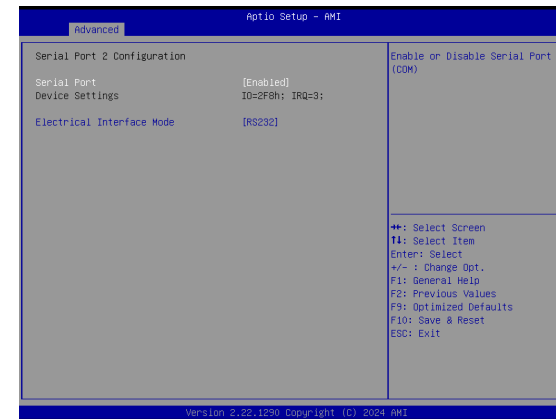 Aptio Setup - AMI
Advanced
Serial Port 2 Configuration
Serial Port [Enabled]
Device Settings IO=2F8h; IRQ=3;
Electrical Interface Mode [RS232]
Enable or Disable Serial Port
(COM)
→←: Select Screen
↑↓: Select Item
Enter: Select
+/- : Change Opt.
F1: General Help
F2: Previous Values
F9: Optimized Defaults
F10: Save & Reset
ESC: Exit
Version 2.22.1290 Copyright (C) 2024 AMI